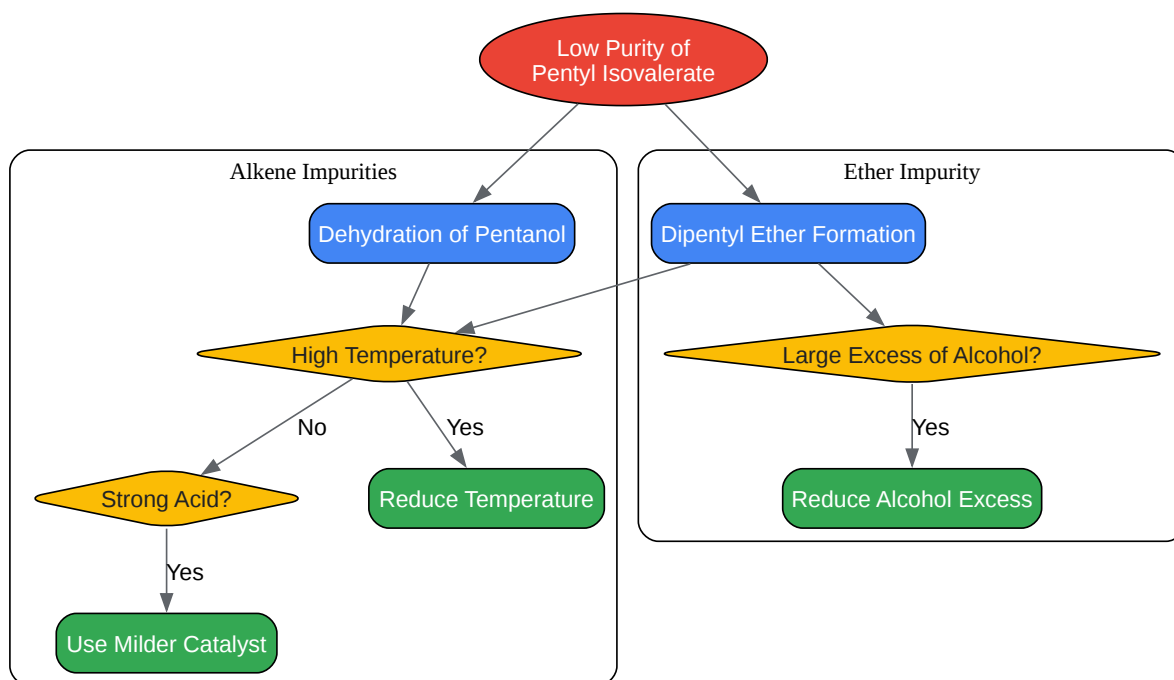 Low Purity of
Pentyl Isovalerate
Alkene Impurities
Ether Impurity
Dehydration of Pentanol
Dipentyl Ether Formation
High Temperature?
Large Excess of Alcohol?
No
Yes
Yes
Strong Acid?
Reduce Temperature
Reduce Alcohol Excess
Yes
Use Milder Catalyst